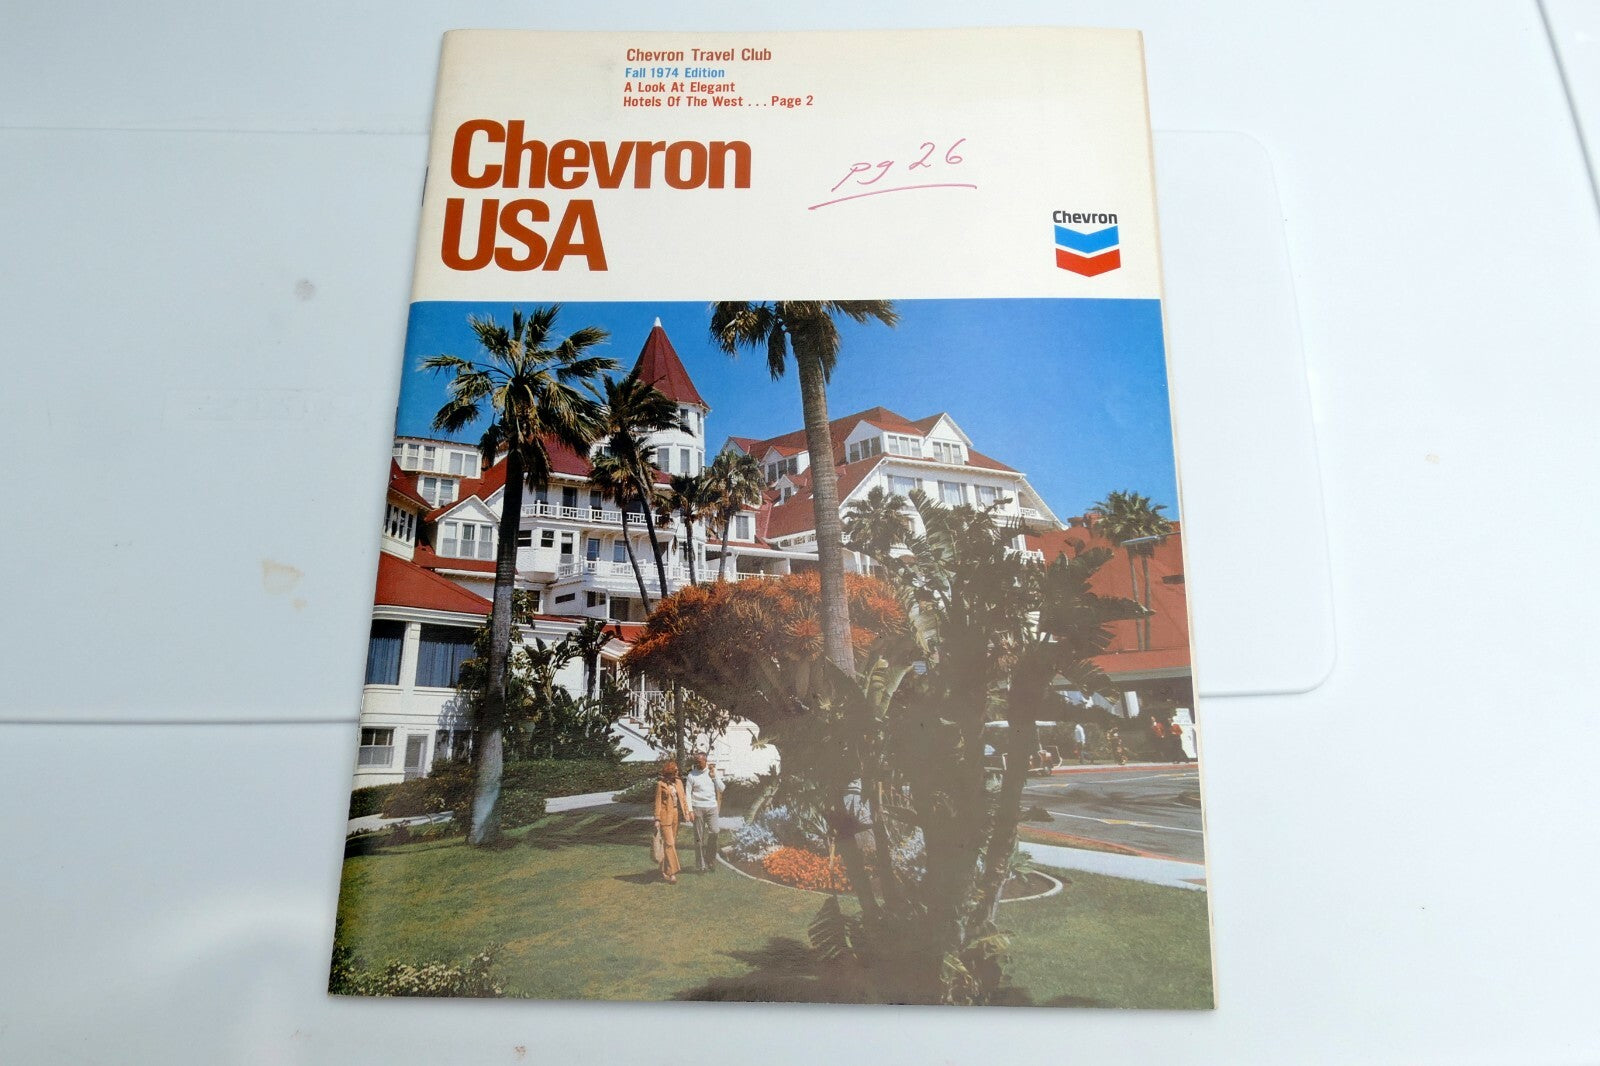 Chevron Travel Club
Fall 1974 Edition
A Look At Elegant
Hotels Of The West . . . Page 2
Chevron
USA
pg 26
Chevron